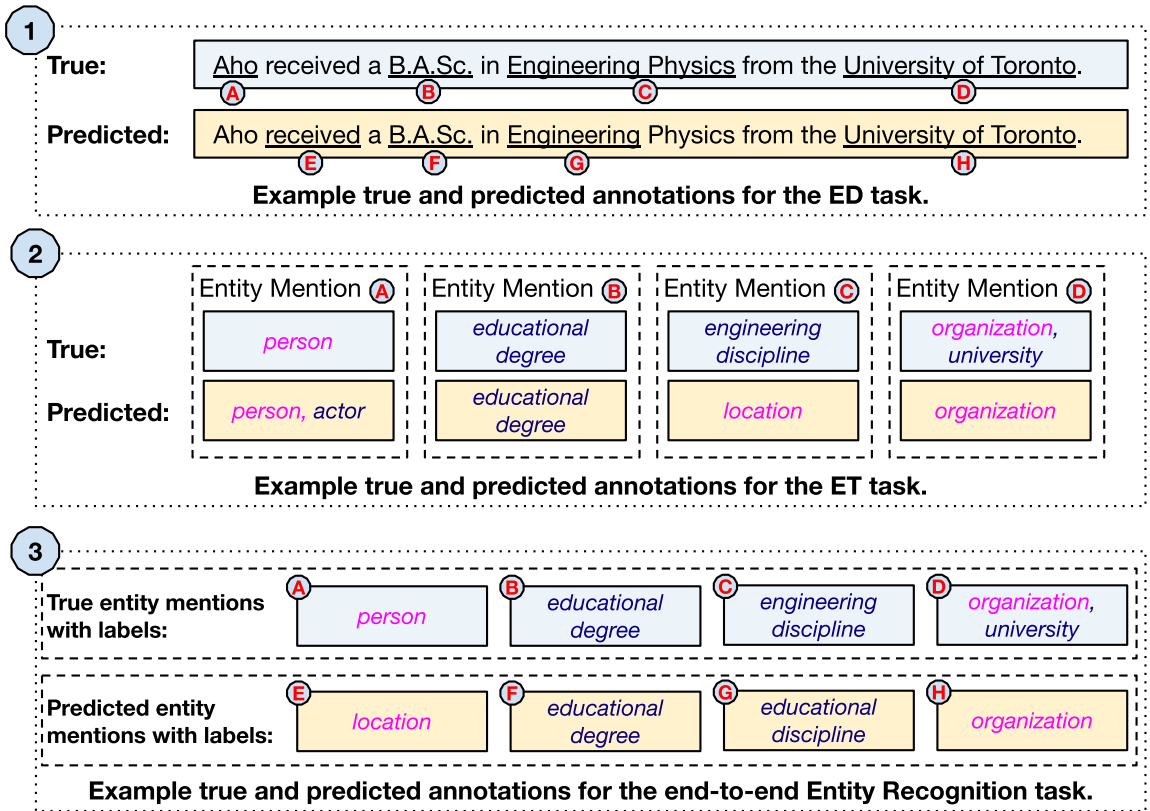 1
True:
Aho received a B.A.Sc. in Engineering Physics from the University of Toronto.
A B C D
Predicted:
Aho received a B.A.Sc. in Engineering Physics from the University of Toronto.
E F G H
Example true and predicted annotations for the ED task.
2
Entity Mention A
Entity Mention B
Entity Mention C
Entity Mention D
True:
person
educational
degree
engineering
discipline
organization,
university
Predicted:
person, actor
educational
degree
location
organization
Example true and predicted annotations for the ET task.
3
True entity mentions
with labels:
A
person
B
educational
degree
C
engineering
discipline
D
organization,
university
Predicted entity
mentions with labels:
E
location
F
educational
degree
G
educational
discipline
H
organization
Example true and predicted annotations for the end-to-end Entity Recognition task.